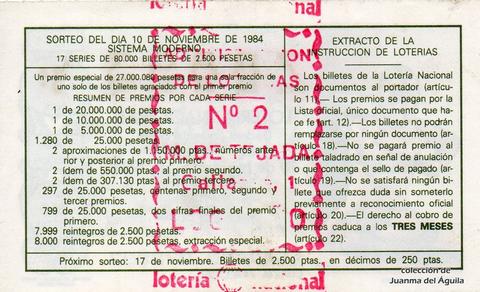 lotería nal
SORTEO DEL DIA 10 DE NOVIEMBRE DE 1984
SISTEMA MODERNO
17 SERIES DE 80.000 BILLETES DE 2.500 PESETAS
Un premio especial de 27.000.000 pesetas para una sola fracción de
uno solo de los billetes agraciados con el primer premio
RESUMEN DE PREMIOS POR CADA SERIE
1 de 20.000.000 de pesetas.
1 de 10.000.000 de pesetas.
1 de 5.000.000 de pesetas.
1.280 de 25.000 pesetas.
2 aproximaciones de 1.150.000 ptas. números ante-
rior y posterior al premio primero.
2 ídem de 550.000 ptas. al premio segundo.
2 ídem de 307.130 ptas. al premio tercero.
297 de 25.000 pesetas, centenas primero, segundo y
tercero premios.
799 de 25.000 pesetas, dos cifras finales del premio
primero.
7.999 reintegros de 2.500 pesetas.
8.000 reintegros de 2.500 pesetas, extracción especial.
Nº 2
M. DE TEJADA
EXTRACTO DE LA
INSTRUCCION DE LOTERIAS
Los billetes de la Lotería Nacional
son documentos al portador (artícu-
lo 11).—Los premios se pagan por la
Lista oficial, único documento que ha-
ce fe (art. 12).—Los billetes no podrán
reemplazarse por ningún documento (ar-
tículo 18).—No se pagará premio al
billete taladrado en señal de anulación
o que contenga el sello de pagado (ar-
tículo 19).—No se satisfará ningún bi-
llete que ofrezca duda sin someterlo
previamente a reconocimiento oficial
(artículo 20).—El derecho al cobro de
premios caduca a los TRES MESES
(artículo 22).
Próximo sorteo: 17 de noviembre. Billetes de 2.500 ptas. en décimos de 250 ptas.
lotería nacional
colección de
Juanma del Águila